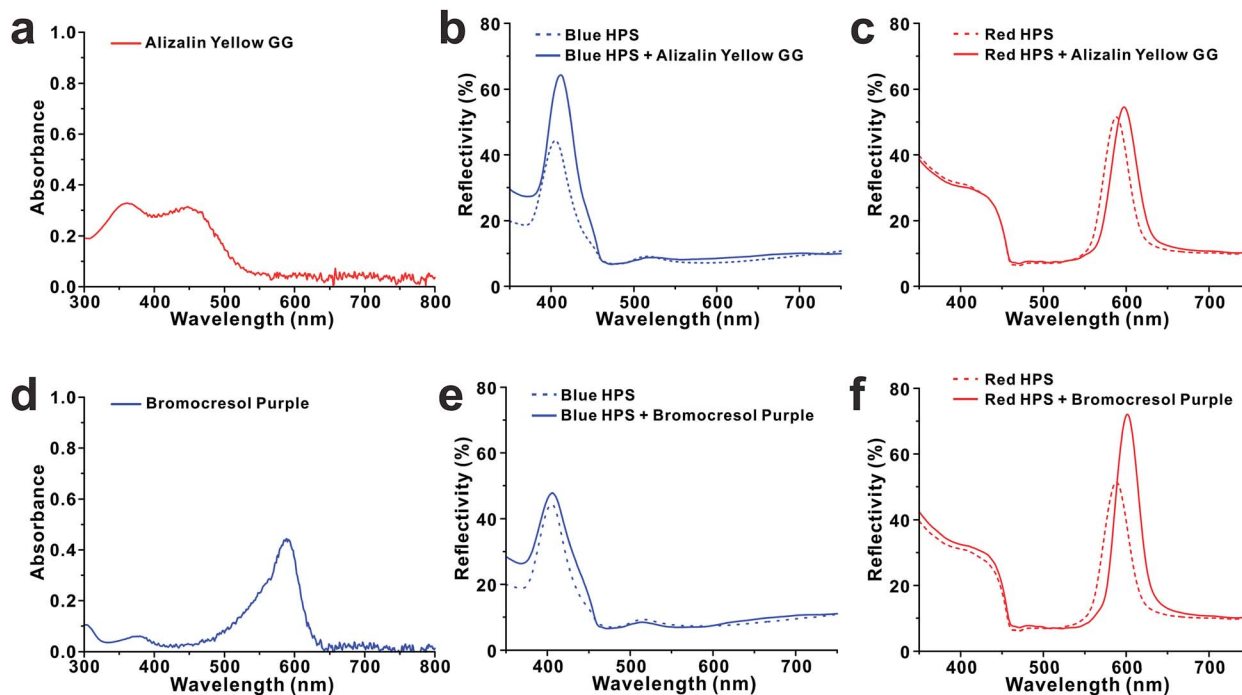 a
Alizalin Yellow GG
1.0
0.8
0.6
0.4
0.2
0.0
Absorbance
300 400 500 600 700 800
Wavelength (nm)
b
Blue HPS
Blue HPS + Alizalin Yellow GG
80
60
40
20
0
Reflectivity (%)
400 500 600 700
Wavelength (nm)
c
Red HPS
Red HPS + Alizalin Yellow GG
80
60
40
20
0
Reflectivity (%)
400 500 600 700
Wavelength (nm)
d
Bromocresol Purple
1.0
0.8
0.6
0.4
0.2
0.0
Absorbance
300 400 500 600 700 800
Wavelength (nm)
e
Blue HPS
Blue HPS + Bromocresol Purple
80
60
40
20
0
Reflectivity (%)
400 500 600 700
Wavelength (nm)
f
Red HPS
Red HPS + Bromocresol Purple
80
60
40
20
0
Reflectivity (%)
400 500 600 700
Wavelength (nm)